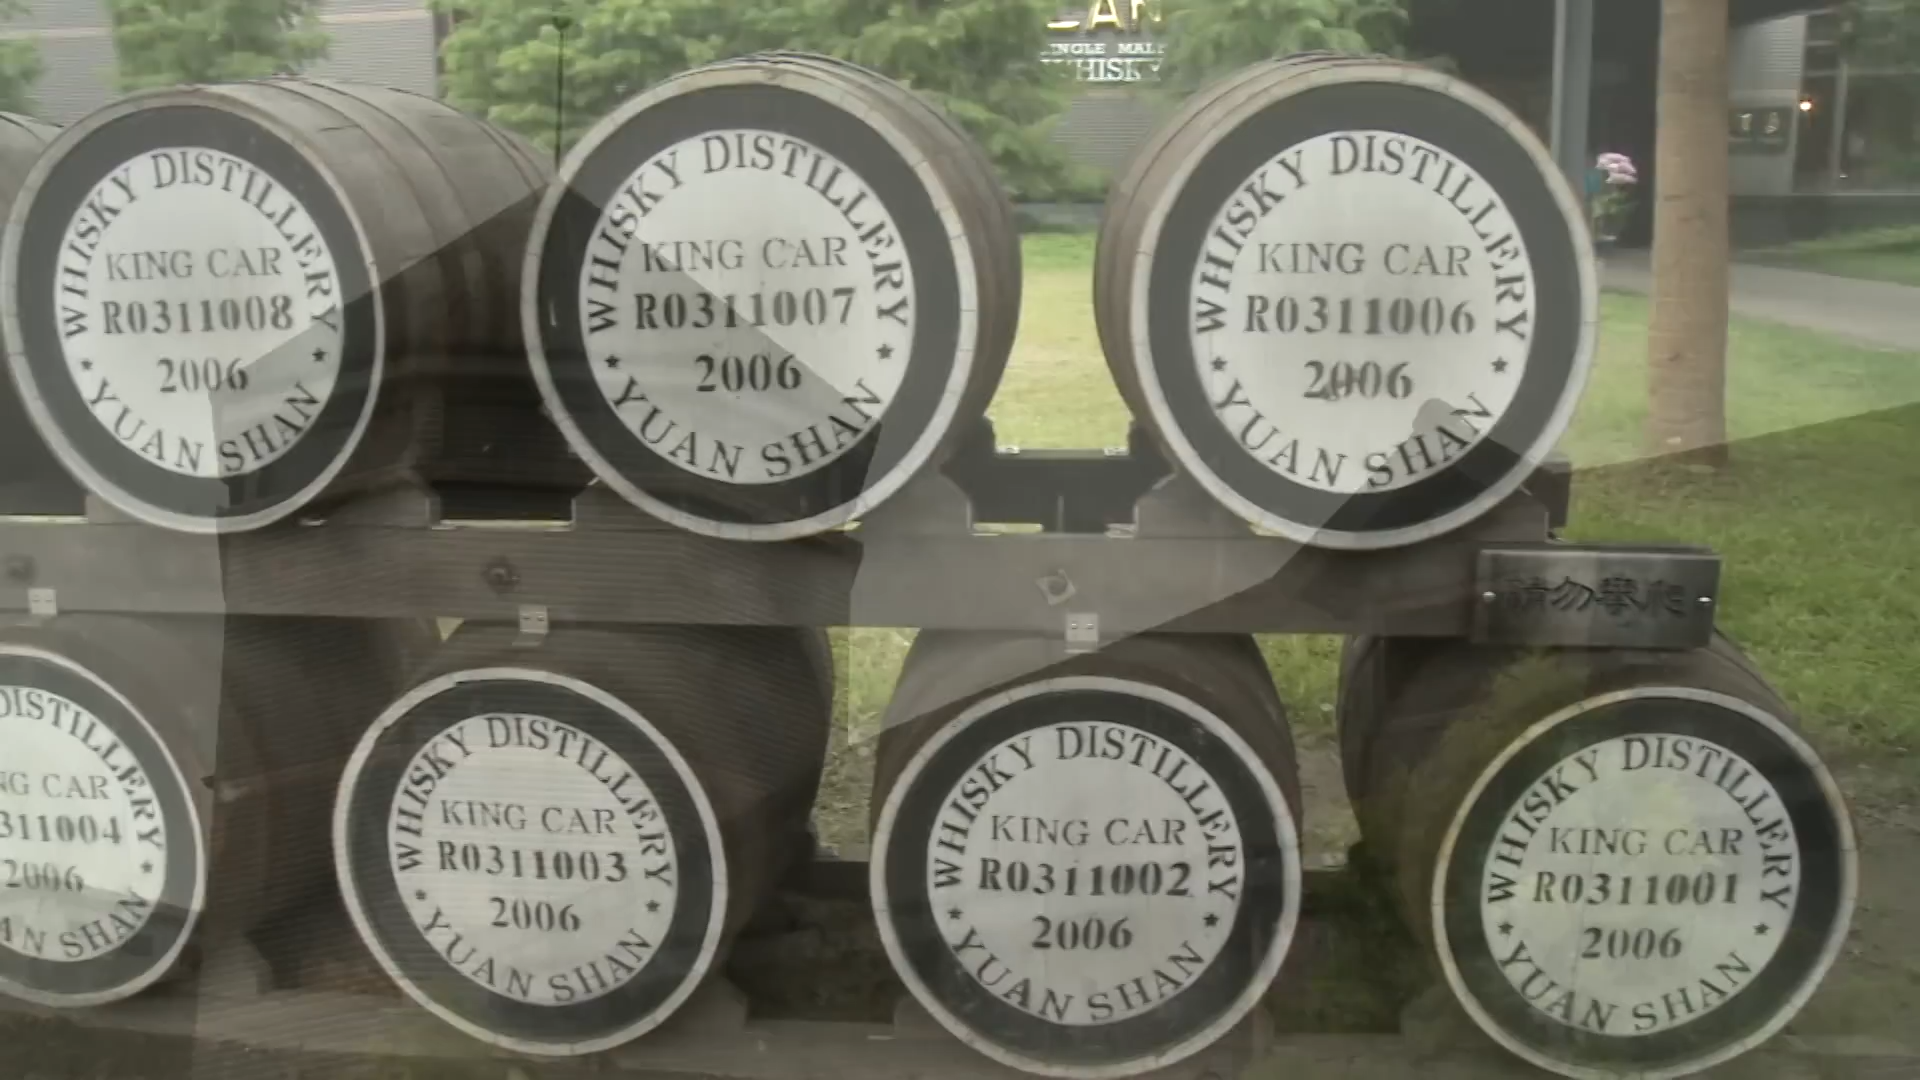 SINGLE MALT
WHISKY
WHISKY DISTILLERY
KING CAR
R0311008
2006
YUAN SHAN
WHISKY DISTILLERY
KING CAR
R0311007
2006
YUAN SHAN
WHISKY DISTILLERY
KING CAR
R0311006
2006
YUAN SHAN
請勿攀爬
DISTILLERY
CAR
2006
SHAN
WHISKY DISTILLERY
KING CAR
R0311003
2006
YUAN SHAN
WHISKY DISTILLERY
KING CAR
R0311002
2006
YUAN SHAN
WHISKY DISTILLERY
KING CAR
R0311001
2006
YUAN SHAN